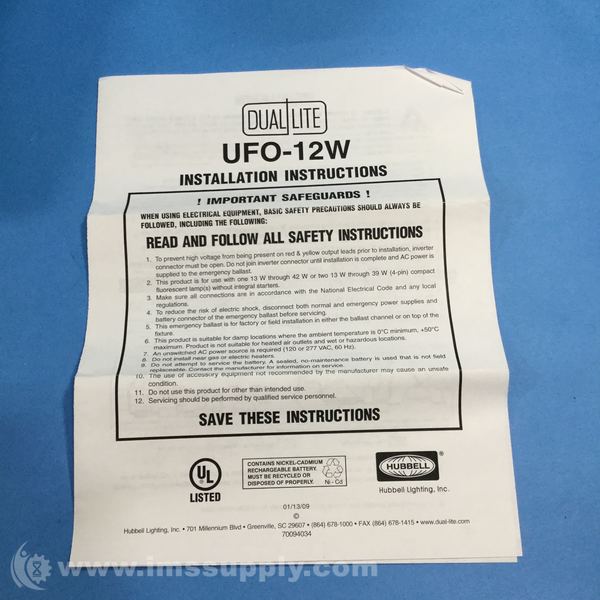 DUAL LITE
UFO-12W
INSTALLATION INSTRUCTIONS
! IMPORTANT SAFEGUARDS !
WHEN USING ELECTRICAL EQUIPMENT, BASIC SAFETY PRECAUTIONS SHOULD ALWAYS BE
FOLLOWED, INCLUDING THE FOLLOWING:
READ AND FOLLOW ALL SAFETY INSTRUCTIONS
1. To prevent high voltage from being present on red & yellow output leads prior to installation, inverter
connector must be open. Do not join inverter connector until installation is complete and AC power is
supplied to the emergency ballast.
2. This product is for use with one 13 W through 42 W or two 13 W through 39 W (4-pin) compact
fluorescent lamp(s) without integral starters.
3. Make sure all connections are in accordance with the National Electrical Code and any local
regulations.
4. To reduce the risk of electric shock, disconnect both normal and emergency power supplies and
battery connector of the emergency ballast before servicing.
5. This emergency ballast is for factory or field installation in either the ballast channel or on top of the
fixture.
6. This product is suitable for damp locations where the ambient temperature is 0°C minimum, +50°C
maximum. Product is not suitable for heated air outlets and wet or hazardous locations.
7. An unswitched AC power source is required (120 or 277 VAC, 60 Hz).
8. Do not install near gas or electric heaters.
9. Do not attempt to service the battery. A sealed, no-maintenance battery is used that is not field
replaceable. Contact the manufacturer for information on service.
10. The use of accessory equipment not recommended by the manufacturer may cause an unsafe
condition.
11. Do not use this product for other than intended use.
12. Servicing should be performed by qualified service personnel.
SAVE THESE INSTRUCTIONS
UL
LISTED
CONTAINS NICKEL-CADMIUM
RECHARGEABLE BATTERY.
MUST BE RECYCLED OR
DISPOSED OF PROPERLY.
Ni - Cd
HUBBELL
Hubbell Lighting, Inc.
01/13/09
©
Hubbell Lighting, Inc. • 701 Millennium Blvd • Greenville, SC 29607 • (864) 678-1000 • FAX (864) 678-1415 • www.dual-lite.com
70094034
www.imssupply.com